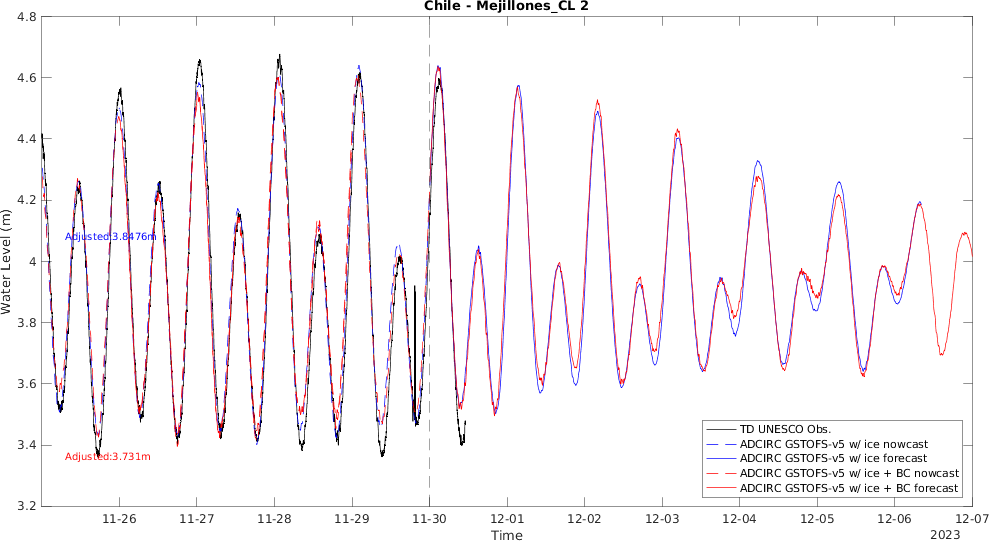 Chile - Mejillones_CL 2
Water Level (m)
4.8
4.6
4.4
4.2
4
3.8
3.6
3.4
3.2
Adjusted:3.8476m
Adjusted:3.731m
TD UNESCO Obs.
ADCIRC GSTOFS-v5 w/ ice nowcast
ADCIRC GSTOFS-v5 w/ ice forecast
ADCIRC GSTOFS-v5 w/ ice + BC nowcast
ADCIRC GSTOFS-v5 w/ ice + BC forecast
11-26 11-27 11-28 11-29 11-30 12-01 12-02 12-03 12-04 12-05 12-06 12-07
Time
2023